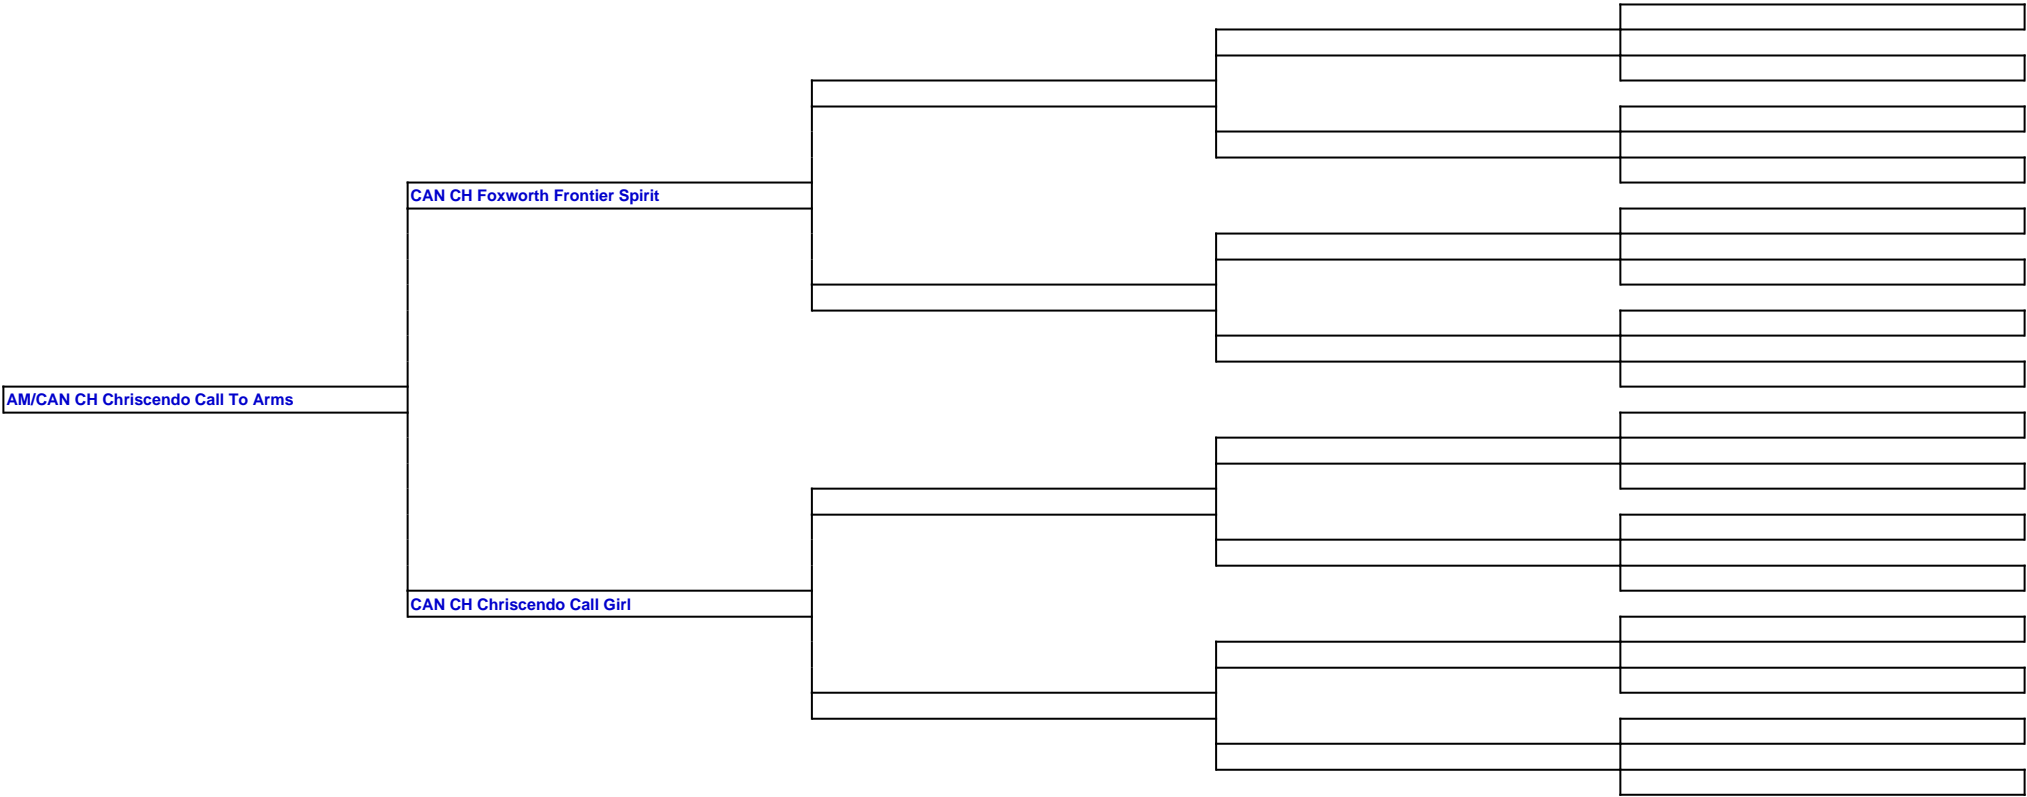 CAN CH Foxworth Frontier Spirit
AM/CAN CH Chriscendo Call To Arms
CAN CH Chriscendo Call Girl